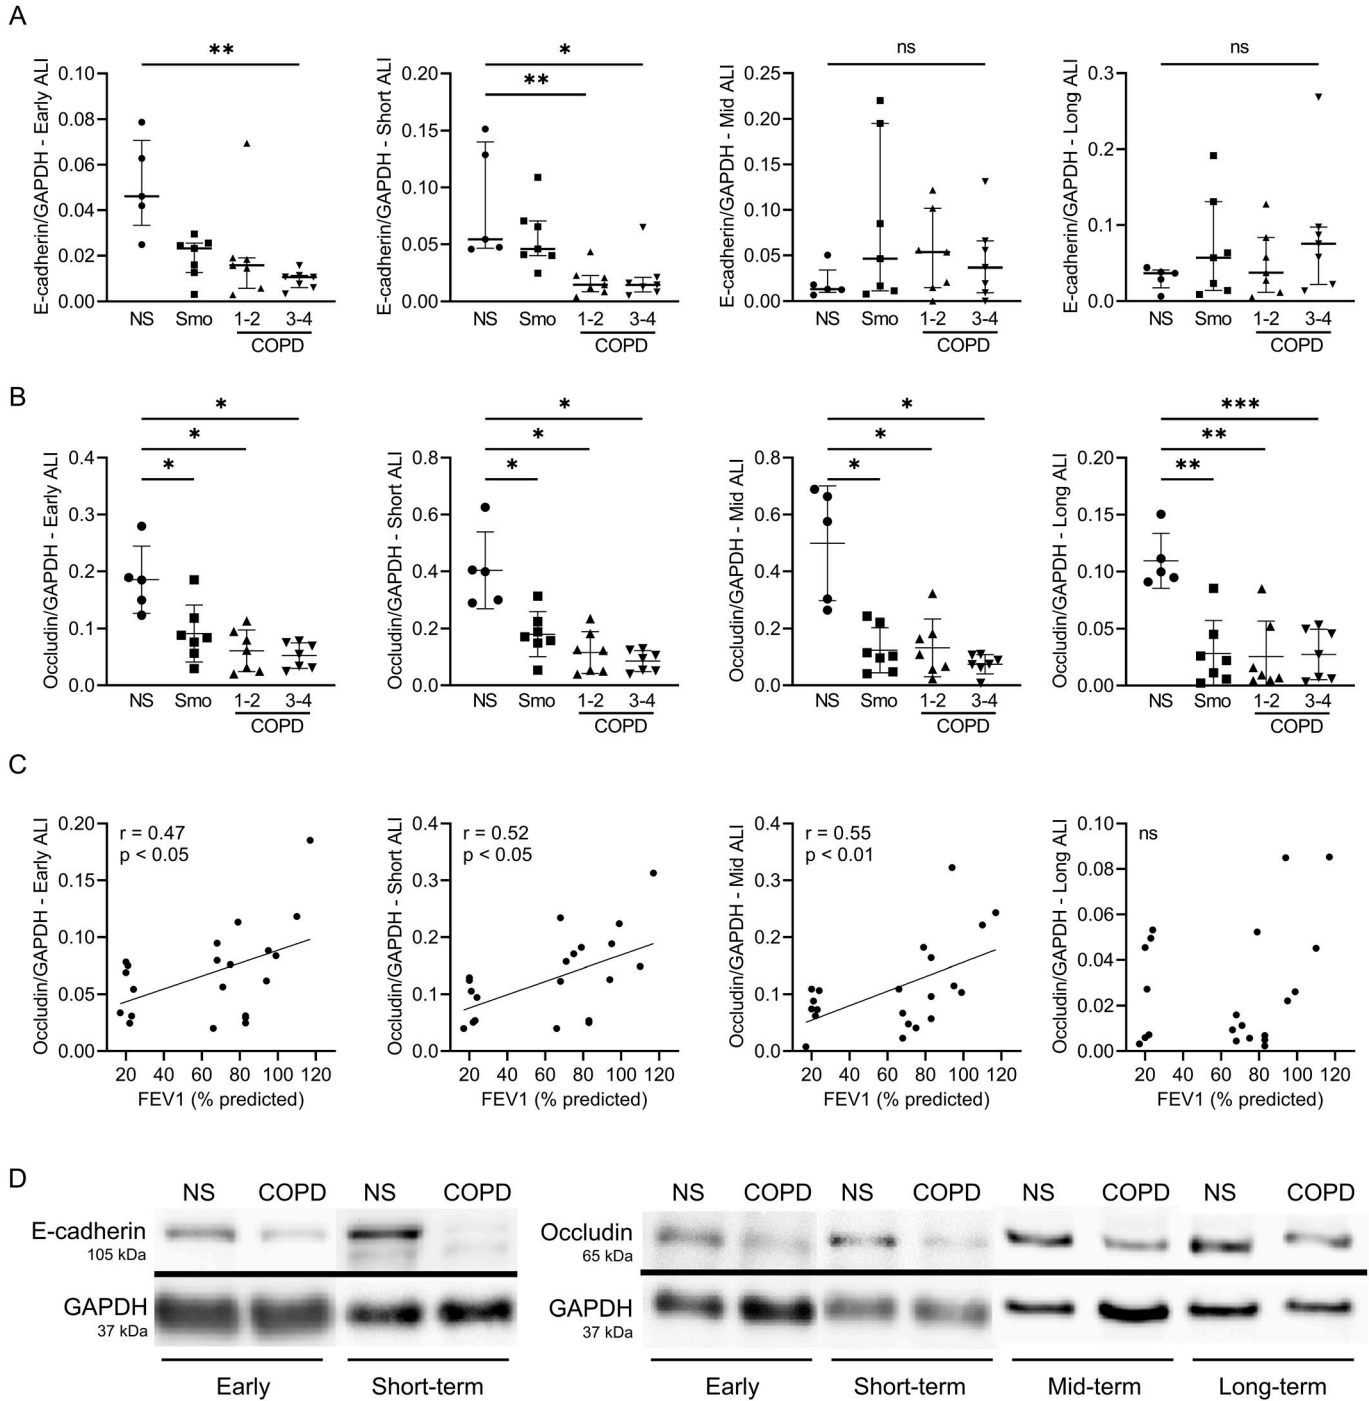 A
** * ** ns ns
E-cadherin/GAPDH - Early ALI
0.10
0.08
0.06
0.04
0.02
0.00
NS Smo 1-2 3-4
COPD
E-cadherin/GAPDH - Short ALI
0.20
0.15
0.10
0.05
0.00
NS Smo 1-2 3-4
COPD
E-cadherin/GAPDH - Mid ALI
0.25
0.20
0.15
0.10
0.05
0.00
NS Smo 1-2 3-4
COPD
E-cadherin/GAPDH - Long ALI
0.3
0.2
0.1
0.0
NS Smo 1-2 3-4
COPD
B
*
*
*
Occludin/GAPDH - Early ALI
0.4
0.3
0.2
0.1
0.0
NS Smo 1-2 3-4
COPD
*
*
*
Occludin/GAPDH - Short ALI
0.8
0.6
0.4
0.2
0.0
NS Smo 1-2 3-4
COPD
*
*
*
Occludin/GAPDH - Mid ALI
0.8
0.6
0.4
0.2
0.0
NS Smo 1-2 3-4
COPD
***
**
**
Occludin/GAPDH - Long ALI
0.20
0.15
0.10
0.05
0.00
NS Smo 1-2 3-4
COPD
C
Occludin/GAPDH - Early ALI
r = 0.47
p < 0.05
0.20
0.15
0.10
0.05
0.00
20 40 60 80 100 120
FEV1 (% predicted)
Occludin/GAPDH - Short ALI
r = 0.52
p < 0.05
0.4
0.3
0.2
0.1
0.0
20 40 60 80 100 120
FEV1 (% predicted)
Occludin/GAPDH - Mid ALI
r = 0.55
p < 0.01
0.4
0.3
0.2
0.1
0.0
20 40 60 80 100 120
FEV1 (% predicted)
Occludin/GAPDH - Long ALI
ns
0.10
0.08
0.06
0.04
0.02
0.00
20 40 60 80 100 120
FEV1 (% predicted)
D
NS COPD NS COPD
E-cadherin
105 kDa
GAPDH
37 kDa
Early Short-term
NS COPD NS COPD NS COPD NS COPD
Occludin
65 kDa
GAPDH
37 kDa
Early Short-term Mid-term Long-term